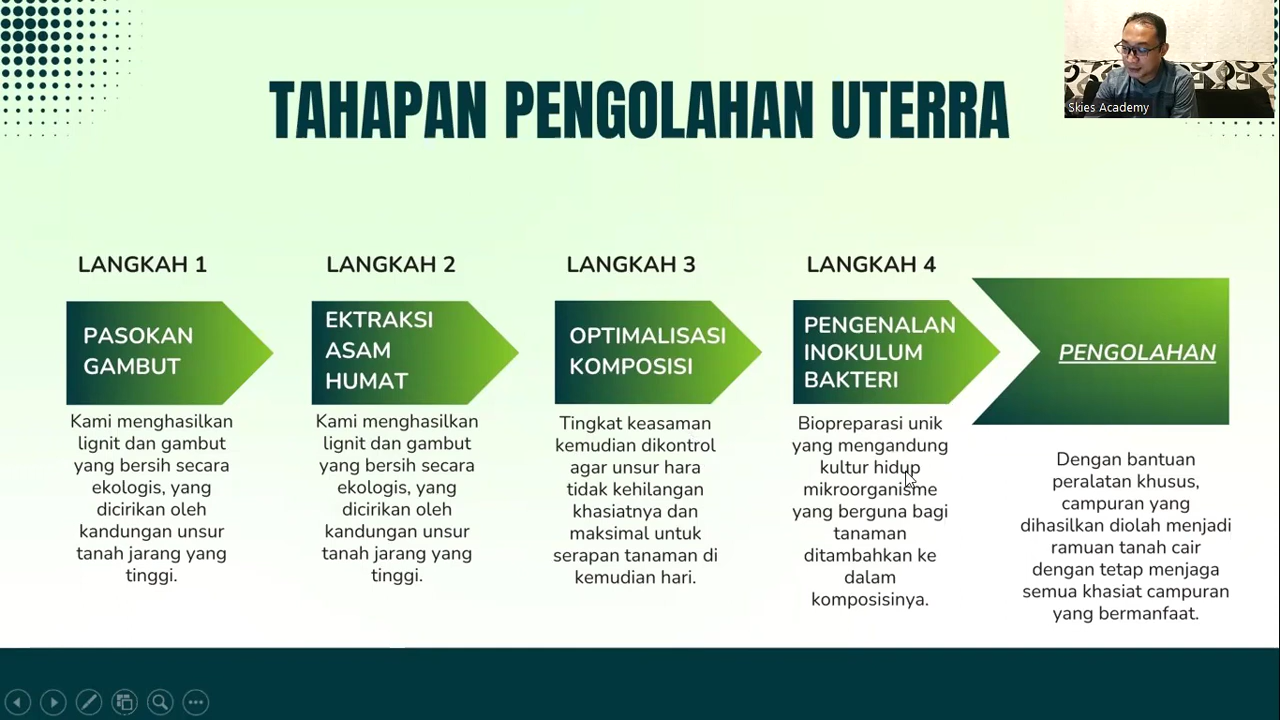 Skies Academy
TAHAPAN PENGOLAHAN UTERRA
LANGKAH 1
PASOKAN
GAMBUT
Kami menghasilkan
lignit dan gambut
yang bersih secara
ekologis, yang
dicirikan oleh
kandungan unsur
tanah jarang yang
tinggi.
LANGKAH 2
EKTRAKSI
ASAM
HUMAT
Kami menghasilkan
lignit dan gambut
yang bersih secara
ekologis, yang
dicirikan oleh
kandungan unsur
tanah jarang yang
tinggi.
LANGKAH 3
OPTIMALISASI
KOMPOSISI
Tingkat keasaman
kemudian dikontrol
agar unsur hara
tidak kehilangan
khasiatnya dan
maksimal untuk
serapan tanaman di
kemudian hari.
LANGKAH 4
PENGENALAN
INOKULUM
BAKTERI
Biopreparasi unik
yang mengandung
kultur hidup
mikroorganisme
yang berguna bagi
tanaman
ditambahkan ke
dalam
komposisinya.
PENGOLAHAN
Dengan bantuan
peralatan khusus,
campuran yang
dihasilkan diolah menjadi
ramuan tanah cair
dengan tetap menjaga
semua khasiat campuran
yang bermanfaat.